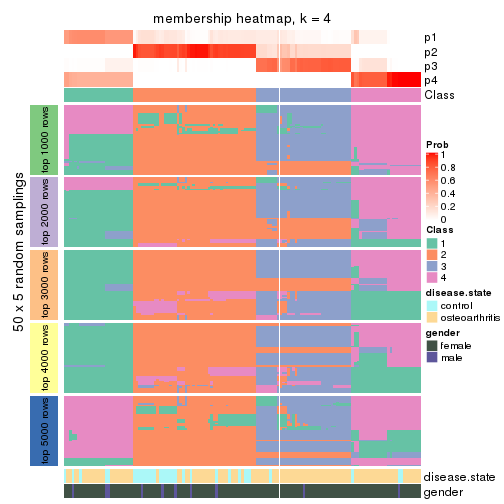 membership heatmap, k = 4
p1
p2
p3
p4
Class
50 x 5 random samplings
top 1000 rows
top 2000 rows
top 3000 rows
top 4000 rows
top 5000 rows
disease.state
gender
Prob
1
0.8
0.6
0.4
0.2
0
Class
1
2
3
4
disease.state
control
osteoarthritis
gender
female
male